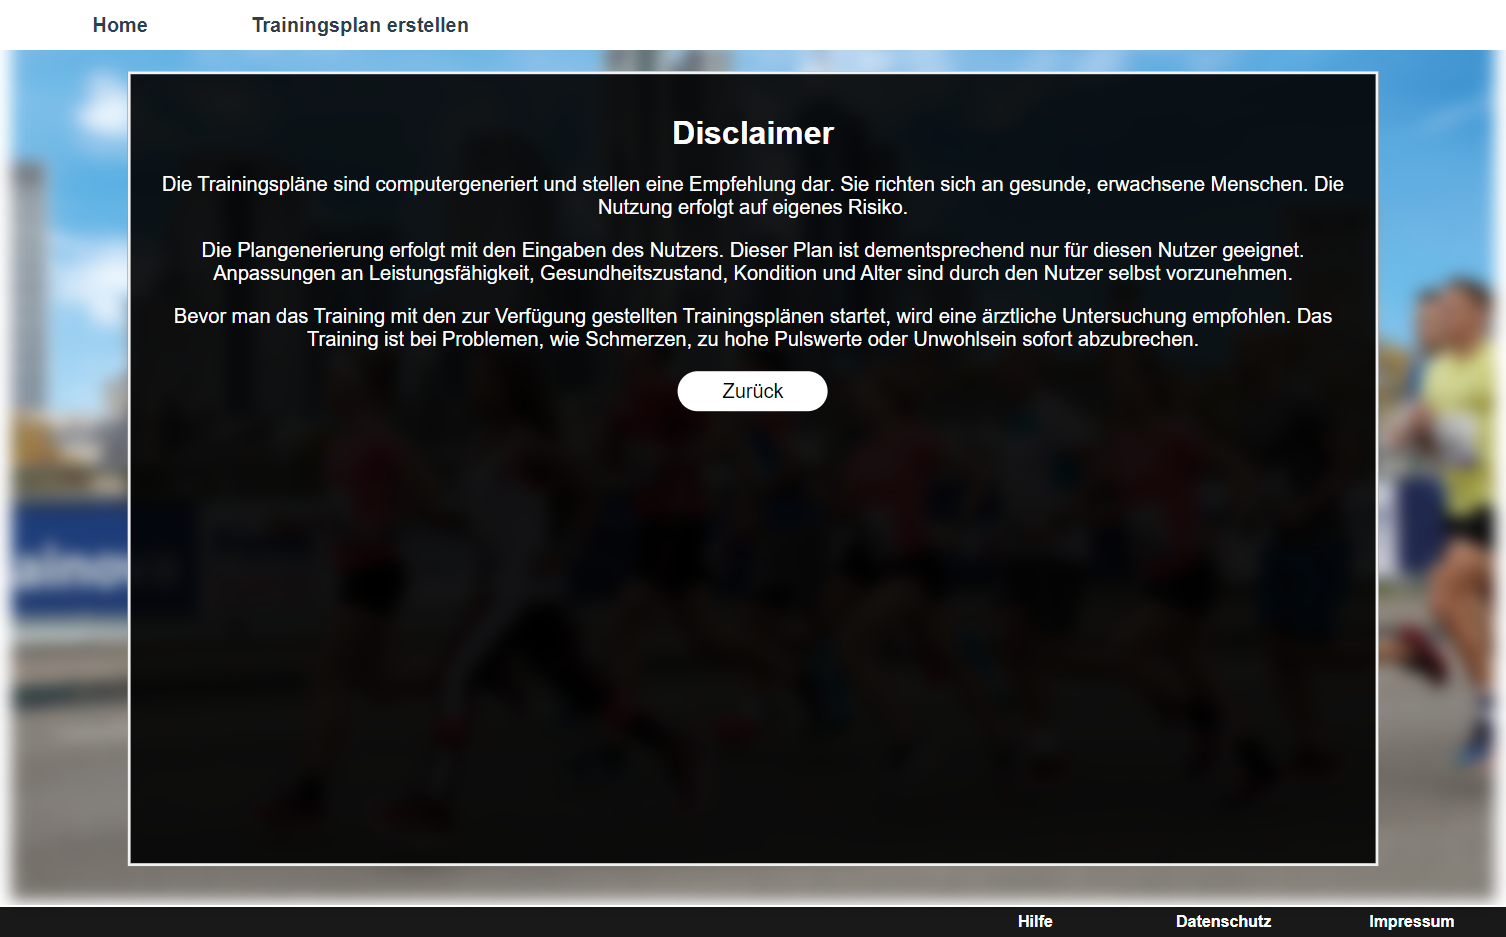 Home
Trainingsplan erstellen
Disclaimer
Die Trainingspläne sind computergeneriert und stellen eine Empfehlung dar. Sie richten sich an gesunde, erwachsene Menschen. Die
Nutzung erfolgt auf eigenes Risiko.
Die Plangenerierung erfolgt mit den Eingaben des Nutzers. Dieser Plan ist dementsprechend nur für diesen Nutzer geeignet.
Anpassungen an Leistungsfähigkeit, Gesundheitszustand, Kondition und Alter sind durch den Nutzer selbst vorzunehmen.
Bevor man das Training mit den zur Verfügung gestellten Trainingsplänen startet, wird eine ärztliche Untersuchung empfohlen. Das
Training ist bei Problemen, wie Schmerzen, zu hohe Pulswerte oder Unwohlsein sofort abzubrechen.
Zurück
Hilfe
Datenschutz
Impressum